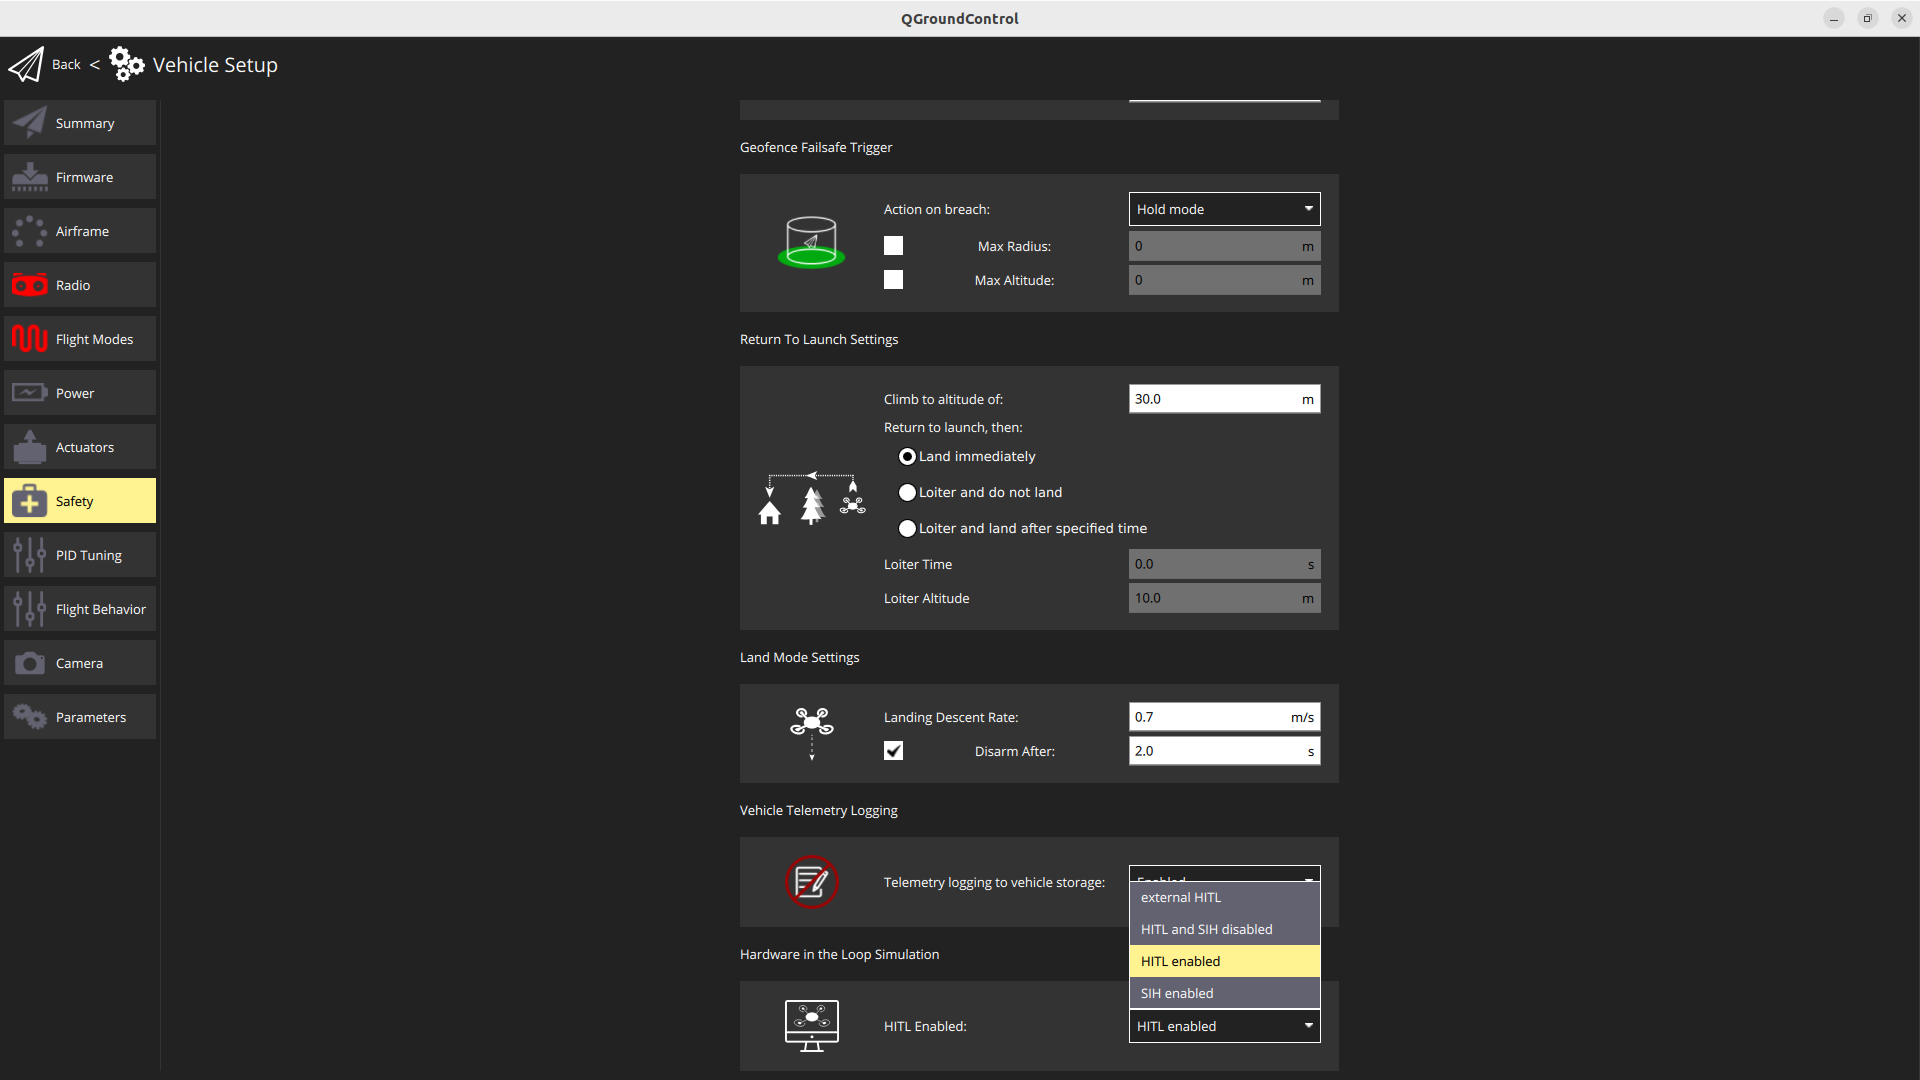 QGroundControl
Back < Vehicle Setup
Summary
Firmware
Airframe
Radio
Flight Modes
Power
Actuators
Safety
PID Tuning
Flight Behavior
Camera
Parameters
Geofence Failsafe Trigger
Action on breach: Hold mode
Max Radius: 0 m
Max Altitude: 0 m
Return To Launch Settings
Climb to altitude of: 30.0 m
Return to launch, then:
Land immediately
Loiter and do not land
Loiter and land after specified time
Loiter Time 0.0 s
Loiter Altitude 10.0 m
Land Mode Settings
Landing Descent Rate: 0.7 m/s
Disarm After: 2.0 s
Vehicle Telemetry Logging
Telemetry logging to vehicle storage: Enabled
external HITL
HITL and SIH disabled
Hardware in the Loop Simulation
HITL enabled
SIH enabled
HITL Enabled: HITL enabled